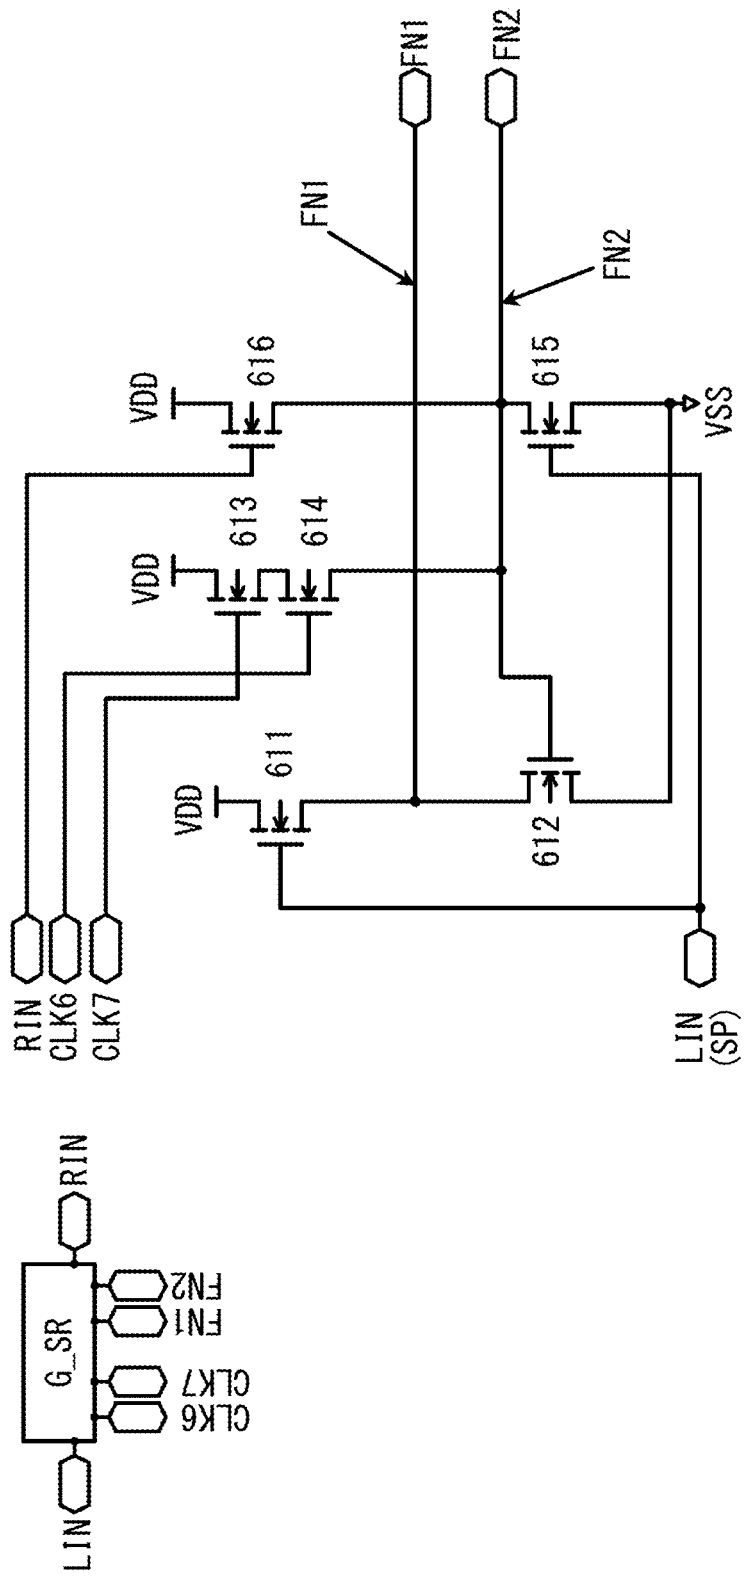 LIN
G_SR
RIN
CLK6
CLK7
FN1
FN2
RIN
CLK6
CLK7
VDD
611
612
VDD
613
614
VDD
616
615
VSS
FN1
FN2
FN1
FN2
LIN
(SP)